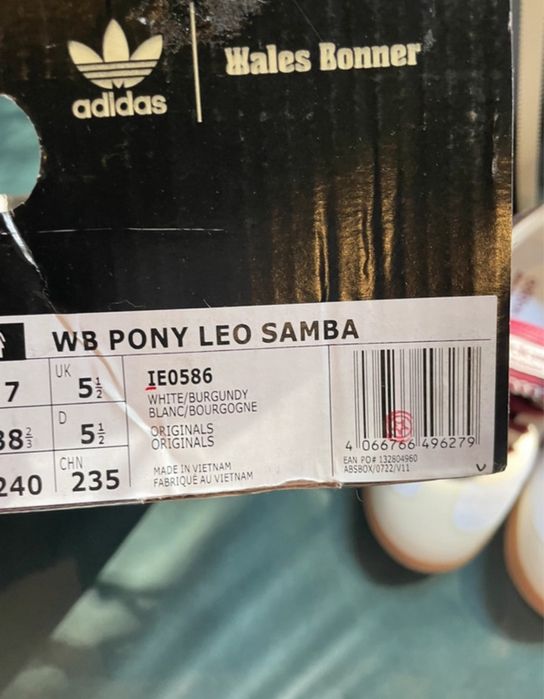 adidas
Wales Bonner
WB PONY LEO SAMBA
7
UK
5½
38⅔
D
5½
240
CHN
235
IE0586
WHITE/BURGUNDY
BLANC/BOURGOGNE
ORIGINALS
ORIGINALS
MADE IN VIETNAM
FABRIQUÉ AU VIETNAM
4 066766 496279
EAN PO# 132804960
ABSBOX/0722/V11
V